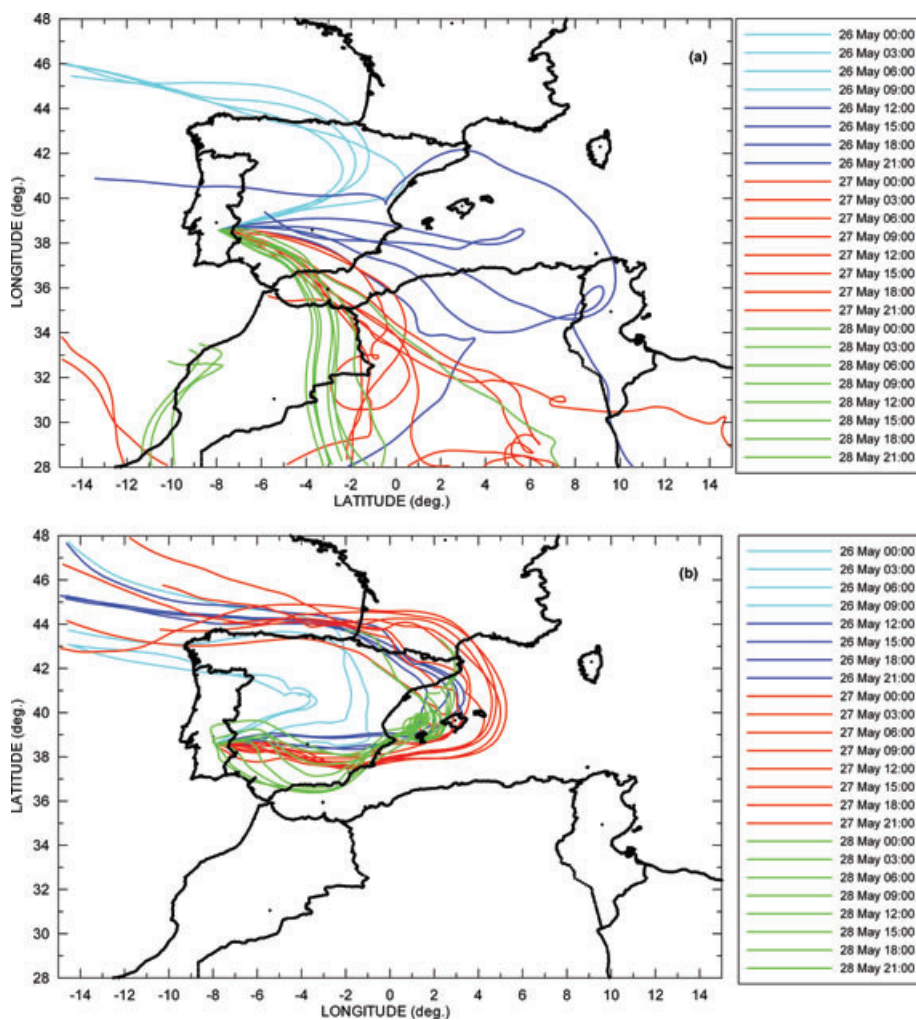 48
46
44
42
40
38
36
34
32
30
28
LONGITUDE (deg.)
(a)
-14 -12 -10 -8 -6 -4 -2 0 2 4 6 8 10 12 14
LATITUDE (deg.)
26 May 00:00
26 May 03:00
26 May 06:00
26 May 09:00
26 May 12:00
26 May 15:00
26 May 18:00
26 May 21:00
27 May 00:00
27 May 03:00
27 May 06:00
27 May 09:00
27 May 12:00
27 May 15:00
27 May 18:00
27 May 21:00
28 May 00:00
28 May 03:00
28 May 06:00
28 May 09:00
28 May 12:00
28 May 15:00
28 May 18:00
28 May 21:00
48
46
44
42
40
38
36
34
32
30
28
LATITUDE (deg.)
(b)
-14 -12 -10 -8 -6 -4 -2 0 2 4 6 8 10 12 14
LONGITUDE (deg.)
26 May 00:00
26 May 03:00
26 May 06:00
26 May 09:00
26 May 12:00
26 May 15:00
26 May 18:00
26 May 21:00
27 May 00:00
27 May 03:00
27 May 06:00
27 May 09:00
27 May 12:00
27 May 15:00
27 May 18:00
27 May 21:00
28 May 00:00
28 May 03:00
28 May 06:00
28 May 09:00
28 May 12:00
28 May 15:00
28 May 18:00
28 May 21:00